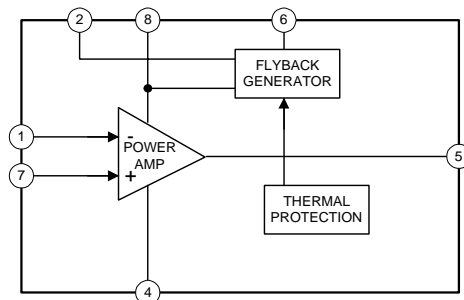 2
8
6
FLYBACK
GENERATOR
1
-
POWER
AMP
7
+
5
THERMAL
PROTECTION
4